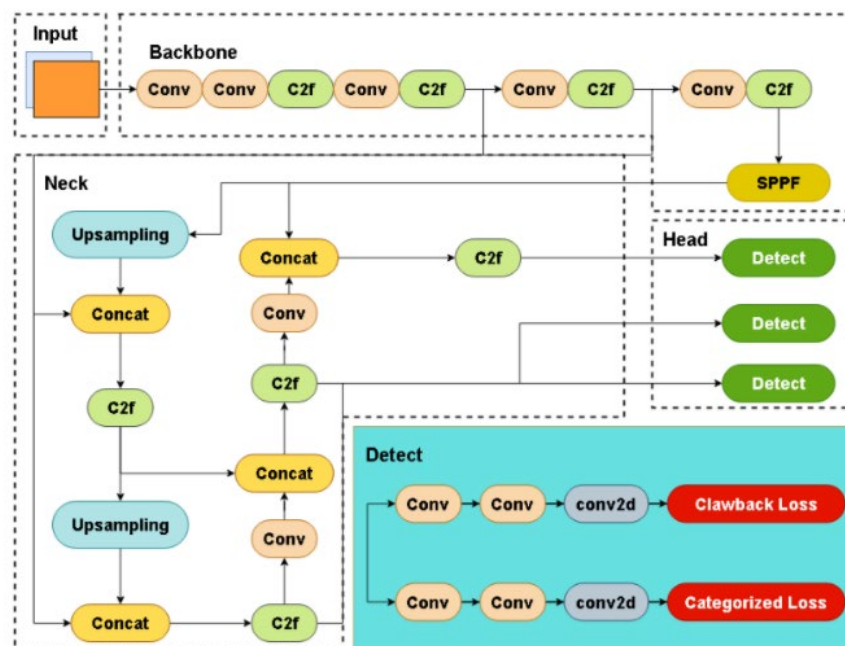 Input
Backbone
Conv Conv C2f Conv C2f Conv C2f Conv C2f
SPPF
Neck
Upsampling
Concat
C2f
Head
Detect
Concat
Conv
Detect
C2f
C2f
Detect
Concat
Upsampling
Conv
Concat
C2f
Detect
Conv Conv conv2d Clawback Loss
Conv Conv conv2d Categorized Loss